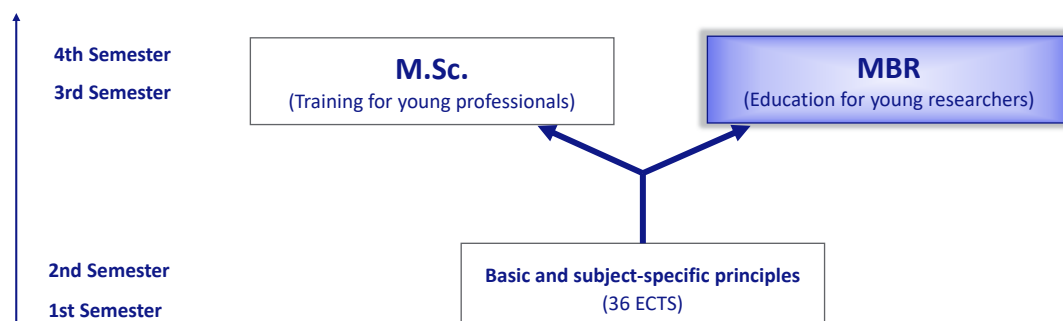 4th Semester
3rd Semester
M.Sc.
(Training for young professionals)
MBR
(Education for young researchers)
2nd Semester
1st Semester
Basic and subject-specific principles
(36 ECTS)